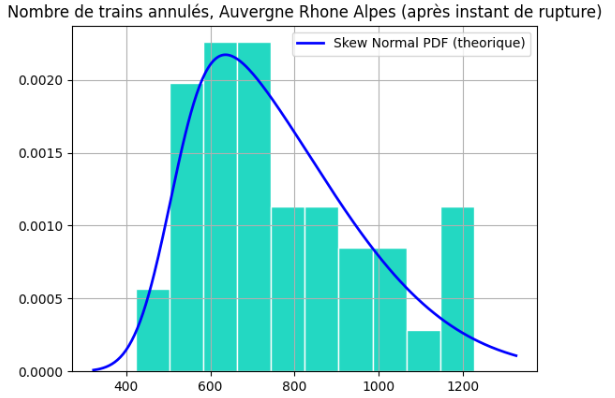 Nombre de trains annulés, Auvergne Rhone Alpes (après instant de rupture)
Skew Normal PDF (theorique)
0.0020
0.0015
0.0010
0.0005
0.0000
400 600 800 1000 1200